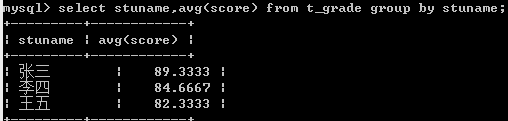 mysql> select stuname,avg(score) from t_grade group by stuname;
+---------+------------+
| stuname | avg(score) |
+---------+------------+
| 张三 | 89.3333 |
| 李四 | 84.6667 |
| 王五 | 82.3333 |
+---------+------------+